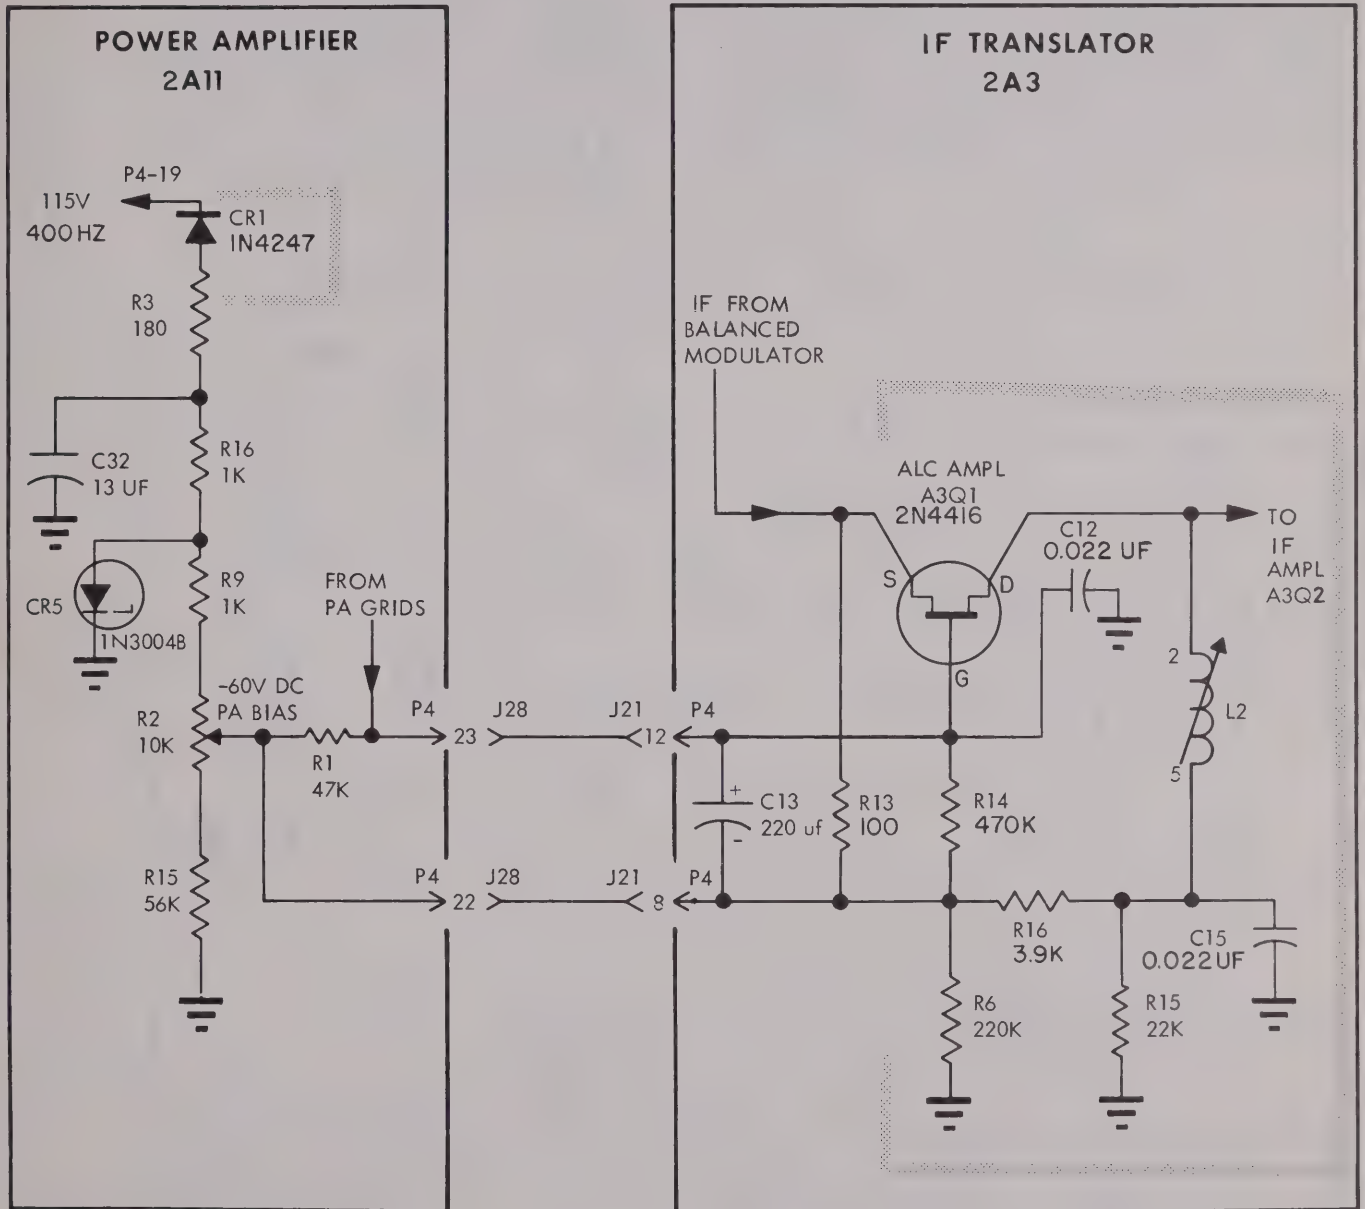 POWER AMPLIFIER
2A11
IF TRANSLATOR
2A3
P4-19
115V
400HZ
CR1
1N4247
R3
180
IF FROM
BALANCED
MODULATOR
C32
13 UF
R16
1K
ALC AMPL
A3Q1
2N4416
C12
0.022 UF
TO
IF
AMPL
A3Q2
CR5
1N3004B
R9
1K
FROM
PA GRIDS
S
D
G
2
L2
5
-60V DC
PA BIAS
R2
10K
R1
47K
P4
23
J28
J21
12
P4
+
C13
220 uf
-
R13
100
R14
470K
R15
56K
P4
22
J28
J21
8
P4
R16
3.9K
C15
0.022UF
R6
220K
R15
22K